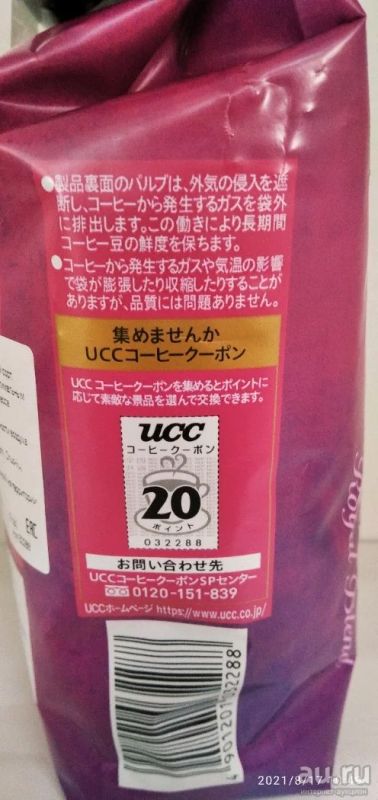 ●製品裏面のバルブは、外気の侵入を遮
断し、コーヒーから発生するガスを袋外
に排出します。この働きにより長期間
コーヒー豆の鮮度を保ちます。
●コーヒーから発生するガスや気温の影響
で袋が膨張したり収縮したりすることが
ありますが、品質には問題ありません。
集めませんか
UCCコーヒークーポン
UCC コーヒークーポンを集めるとポイントに
応じて素敵な景品を選んで交換できます。
UCC
コーヒークーポン
20
ポイント
032288
お問い合わせ先
UCCコーヒークーポンSPセンター
0120-151-839
UCCホームページ https://www.ucc.co.jp/
4 901201 032288
Royal Blend
EAC
2021/8/17
au.ru
интернет-аукцион